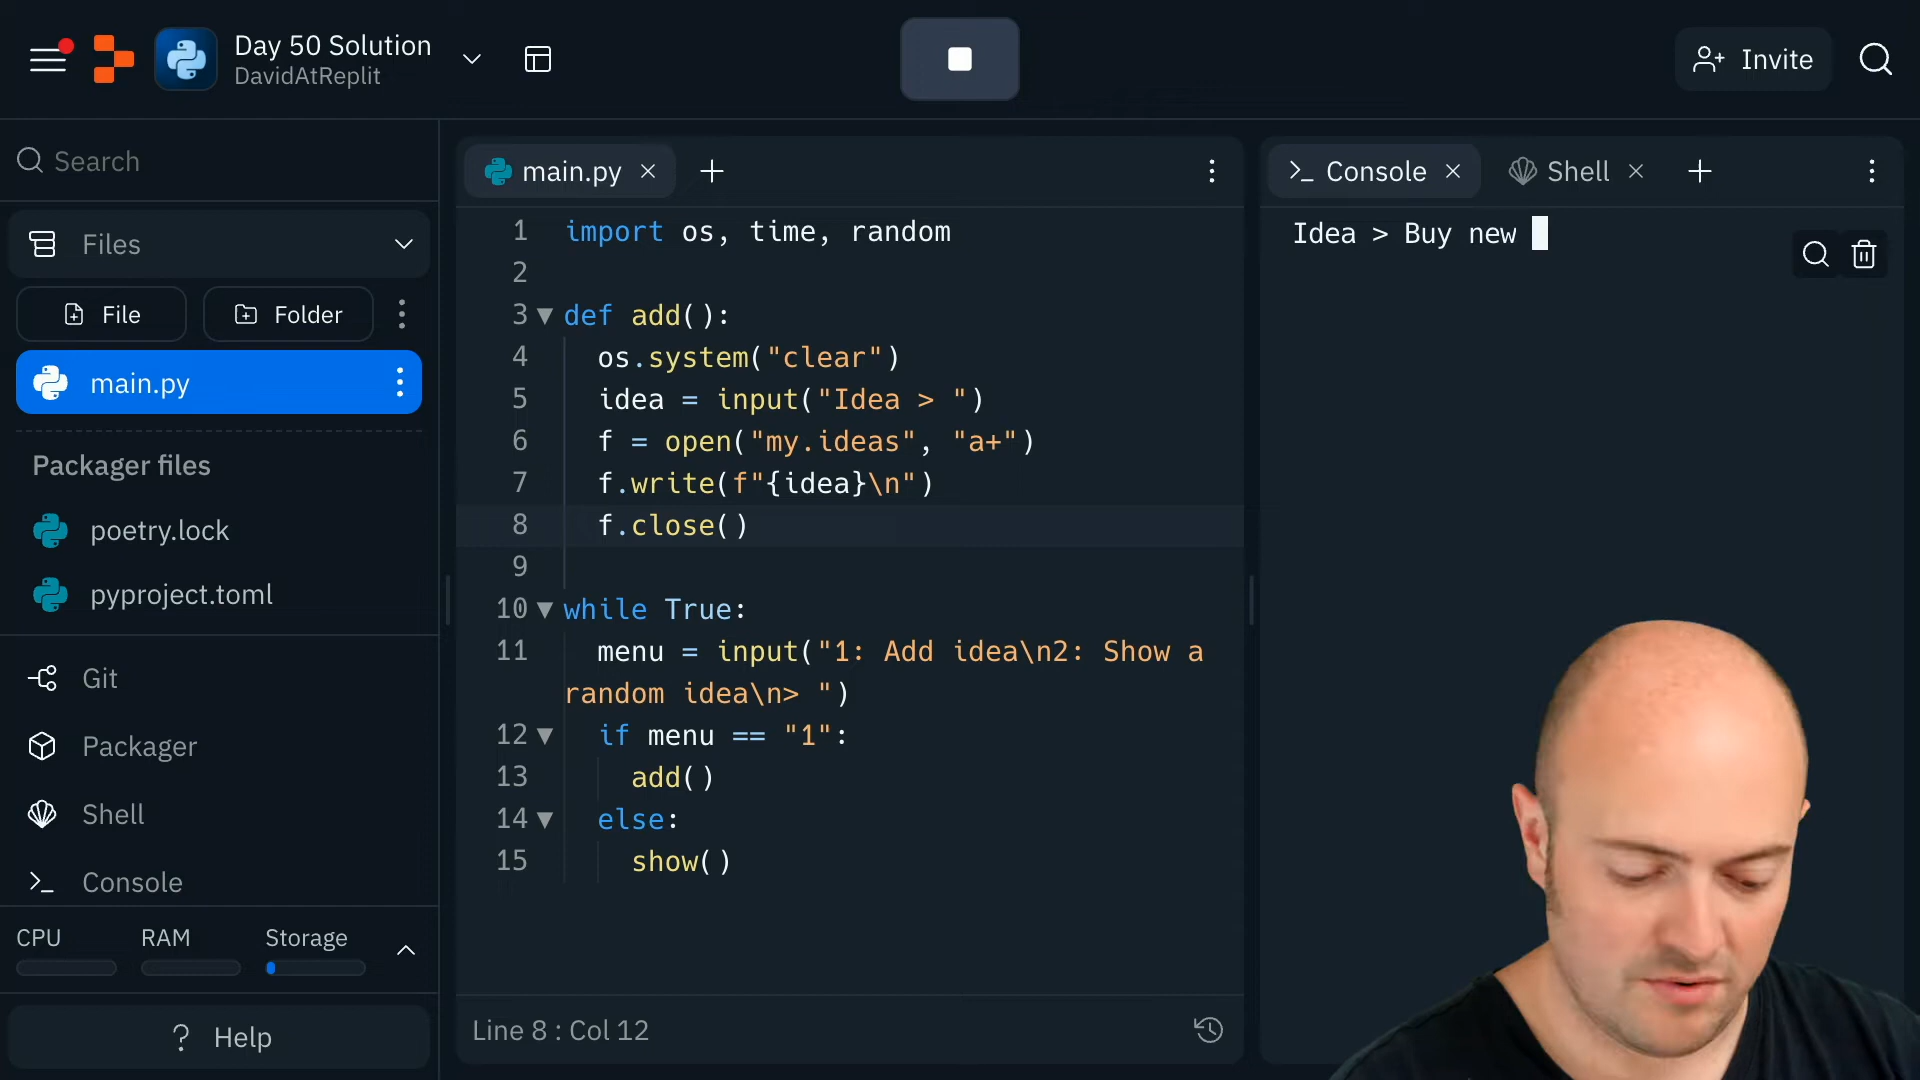 Day 50 Solution
DavidAtReplit
Invite
Search
Files
File
Folder
main.py
Packager files
poetry.lock
pyproject.toml
Git
Packager
Shell
Console
CPU
RAM
Storage
? Help
main.py
1 import os, time, random
2
3 def add():
4 os.system("clear")
5 idea = input("Idea > ")
6 f = open("my.ideas", "a+")
7 f.write(f"{idea}\n")
8 f.close()
9
10 while True:
11 menu = input("1: Add idea\n2: Show a
random idea\n> ")
12 if menu == "1":
13 add()
14 else:
15 show()
Line 8 : Col 12
Console
Shell
Idea > Buy new